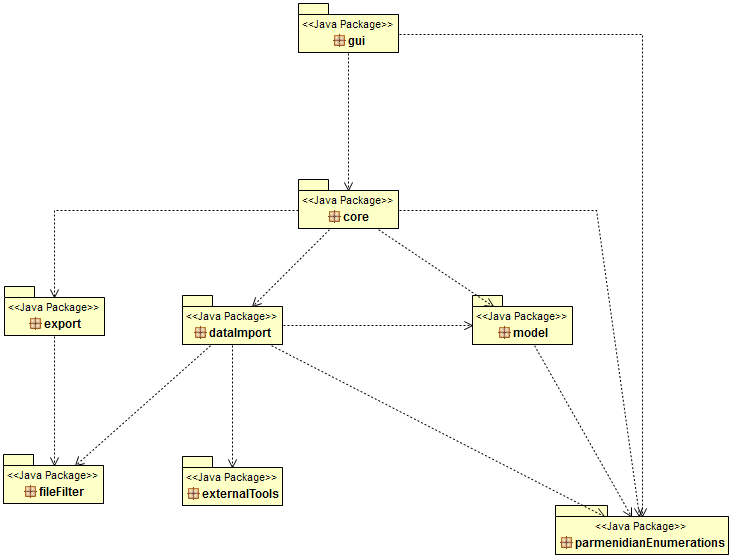 <<Java Package>>
gui
<<Java Package>>
core
<<Java Package>>
export
<<Java Package>>
dataImport
<<Java Package>>
model
<<Java Package>>
fileFilter
<<Java Package>>
externalTools
<<Java Package>>
parmenidianEnumerations